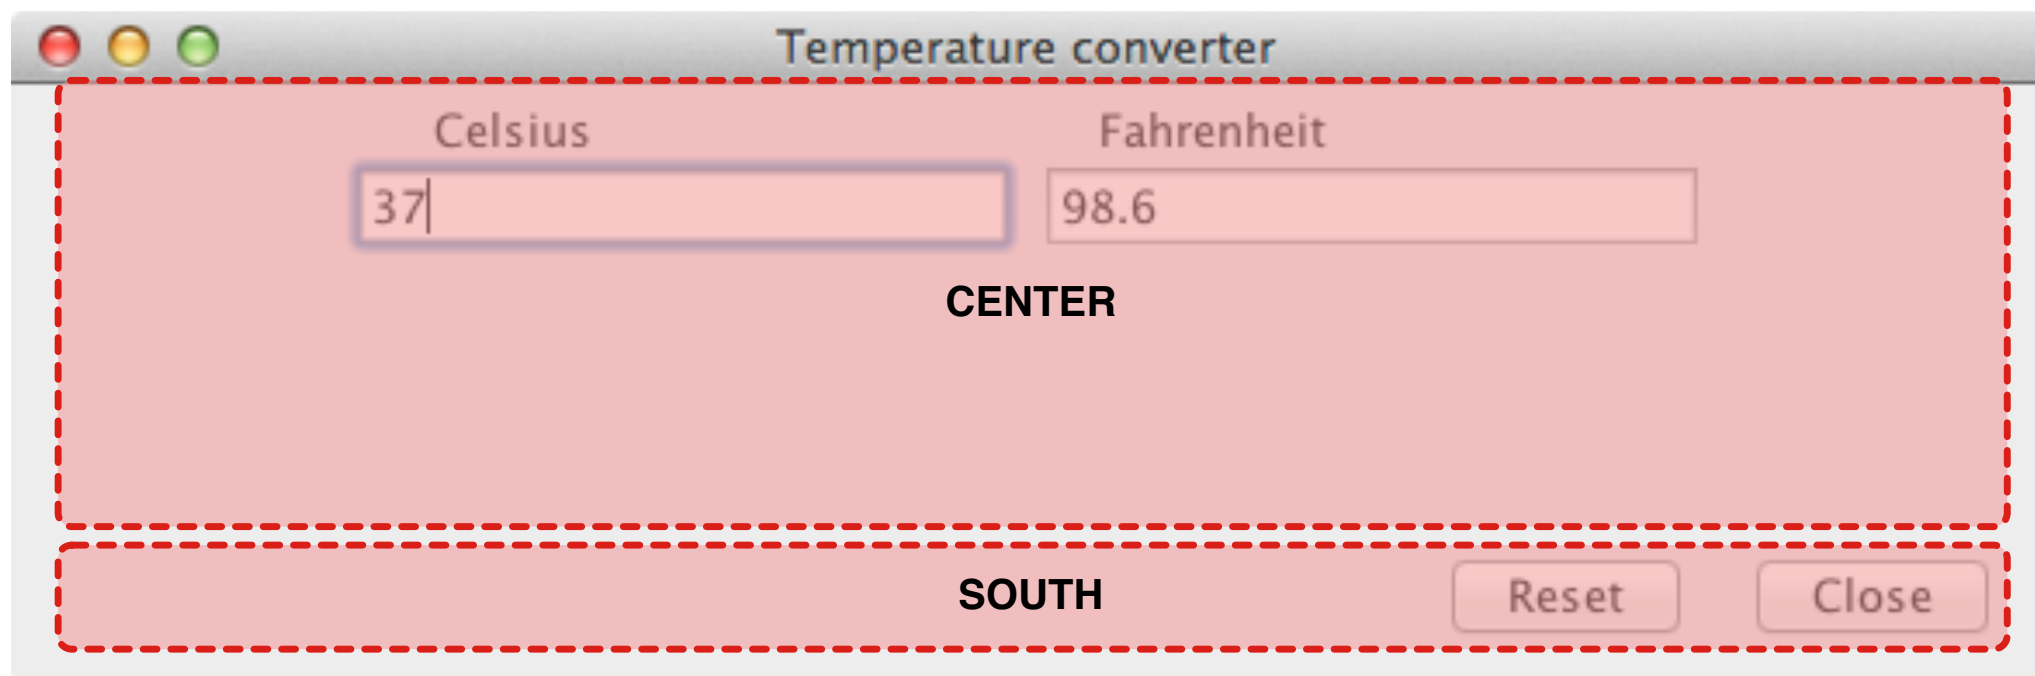 Temperature converter
Celsius Fahrenheit
37 98.6
CENTER
SOUTH Reset Close